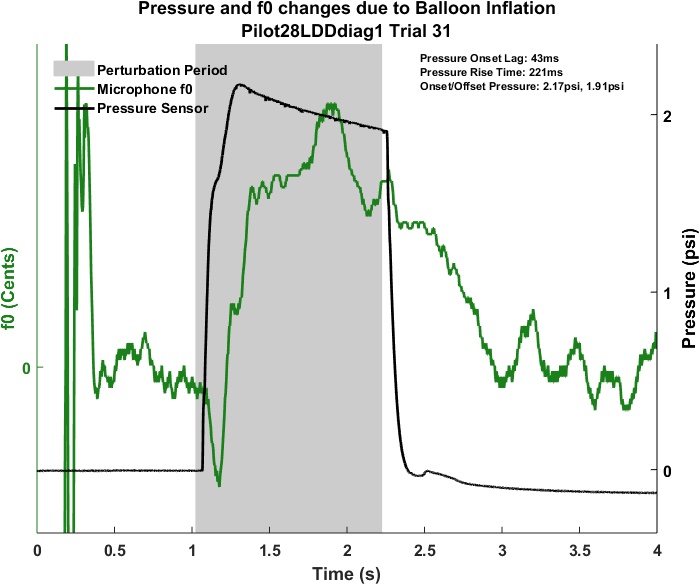 Pressure and f0 changes due to Balloon Inflation
Pilot28LDDdiag1 Trial 31
Perturbation Period
Microphone f0
Pressure Sensor
Pressure Onset Lag: 43ms
Pressure Rise Time: 221ms
Onset/Offset Pressure: 2.17psi, 1.91psi
f0 (Cents)
0
2
1
0
Pressure (psi)
0 0.5 1 1.5 2 2.5 3 3.5 4
Time (s)